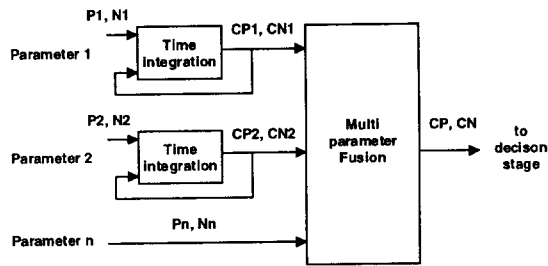 P1, N1
CP1, CN1
Parameter 1
Time
integration
P2, N2
CP2, CN2
Multi
parameter
Fusion
CP, CN
to
decison
stage
Parameter 2
Time
integration
Pn, Nn
Parameter n